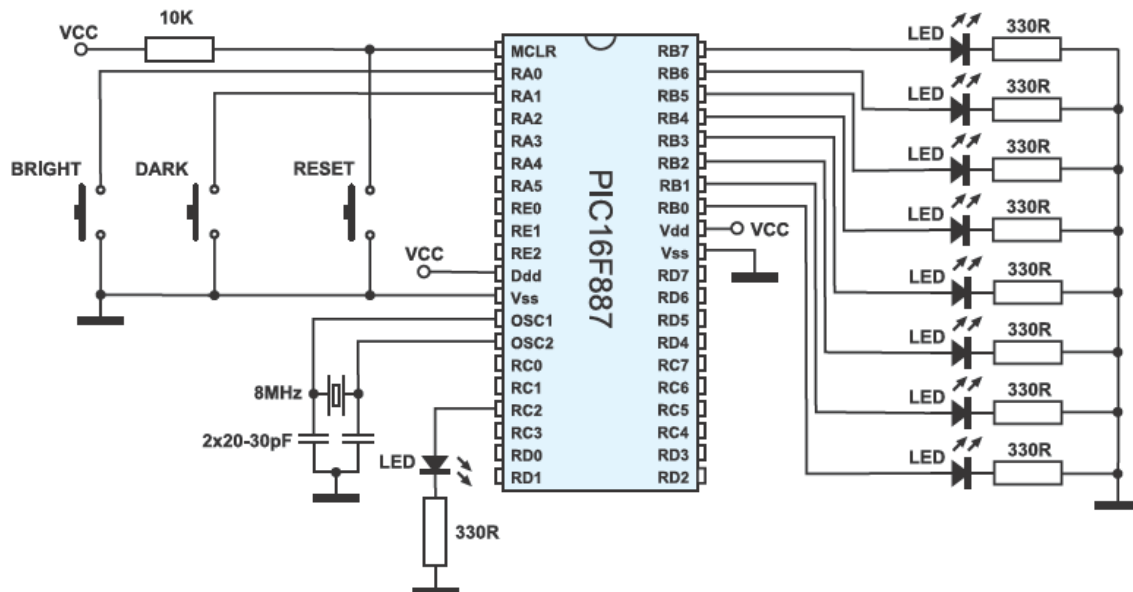 10K
VCC
BRIGHT
DARK
RESET
VCC
8MHz
2x20-30pF
LED
330R
MCLR
RA0
RA1
RA2
RA3
RA4
RA5
RE0
RE1
RE2
Ddd
Vss
OSC1
OSC2
RC0
RC1
RC2
RC3
RD0
RD1
PIC16F887
RB7
RB6
RB5
RB4
RB3
RB2
RB1
RB0
Vdd
Vss
RD7
RD6
RD5
RD4
RC7
RC6
RC5
RC4
RD3
RD2
VCC
LED 330R
LED 330R
LED 330R
LED 330R
LED 330R
LED 330R
LED 330R
LED 330R